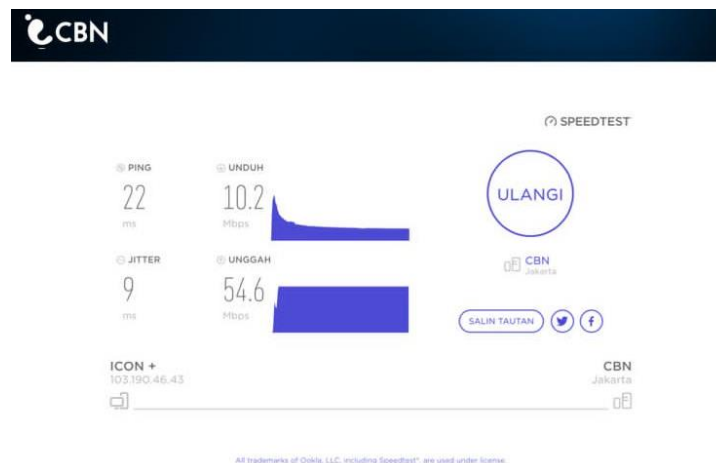 CBN
SPEEDTEST
PING
22
ms
UNDUH
10.2
Mbps
ULANGI
JITTER
9
ms
UNGGAH
54.6
Mbps
CBN
Jakarta
SALIN TAUTAN
ICON +
103.190.46.43
CBN
Jakarta
All trademarks of Ookla, LLC, including Speedtest®, are used under license.